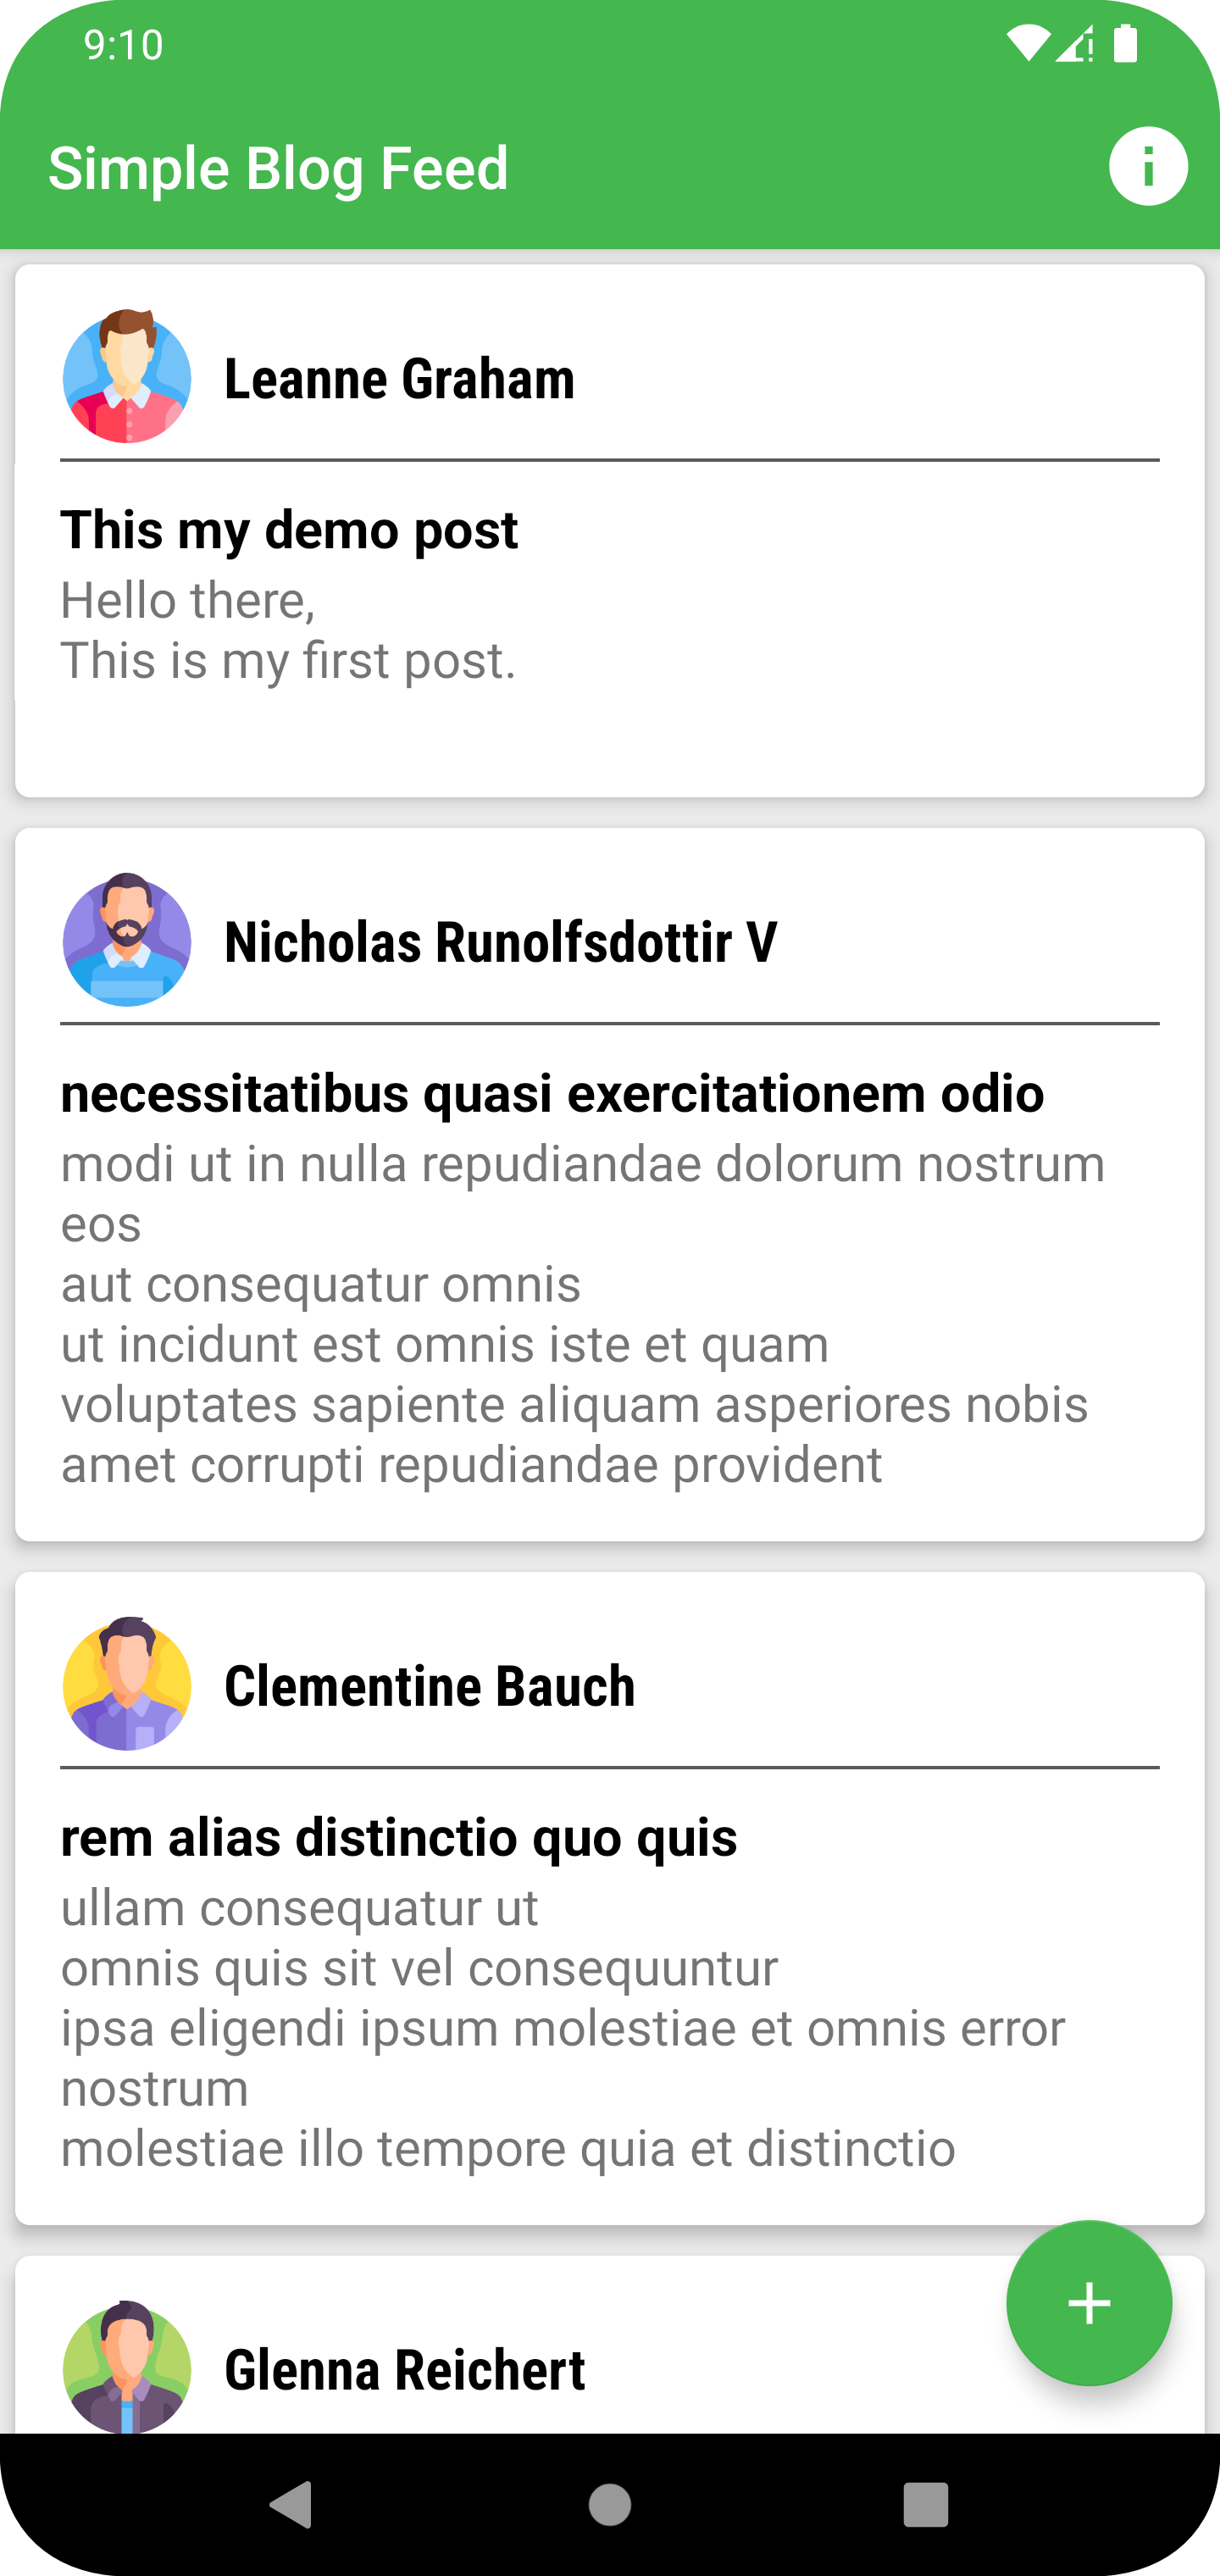 9:10
Simple Blog Feed
Leanne Graham
This my demo post
Hello there,
This is my first post.
Nicholas Runolfsdottir V
necessitatibus quasi exercitationem odio
modi ut in nulla repudiandae dolorum nostrum
eos
aut consequatur omnis
ut incidunt est omnis iste et quam
voluptates sapiente aliquam asperiores nobis
amet corrupti repudiandae provident
Clementine Bauch
rem alias distinctio quo quis
ullam consequatur ut
omnis quis sit vel consequuntur
ipsa eligendi ipsum molestiae et omnis error
nostrum
molestiae illo tempore quia et distinctio
Glenna Reichert